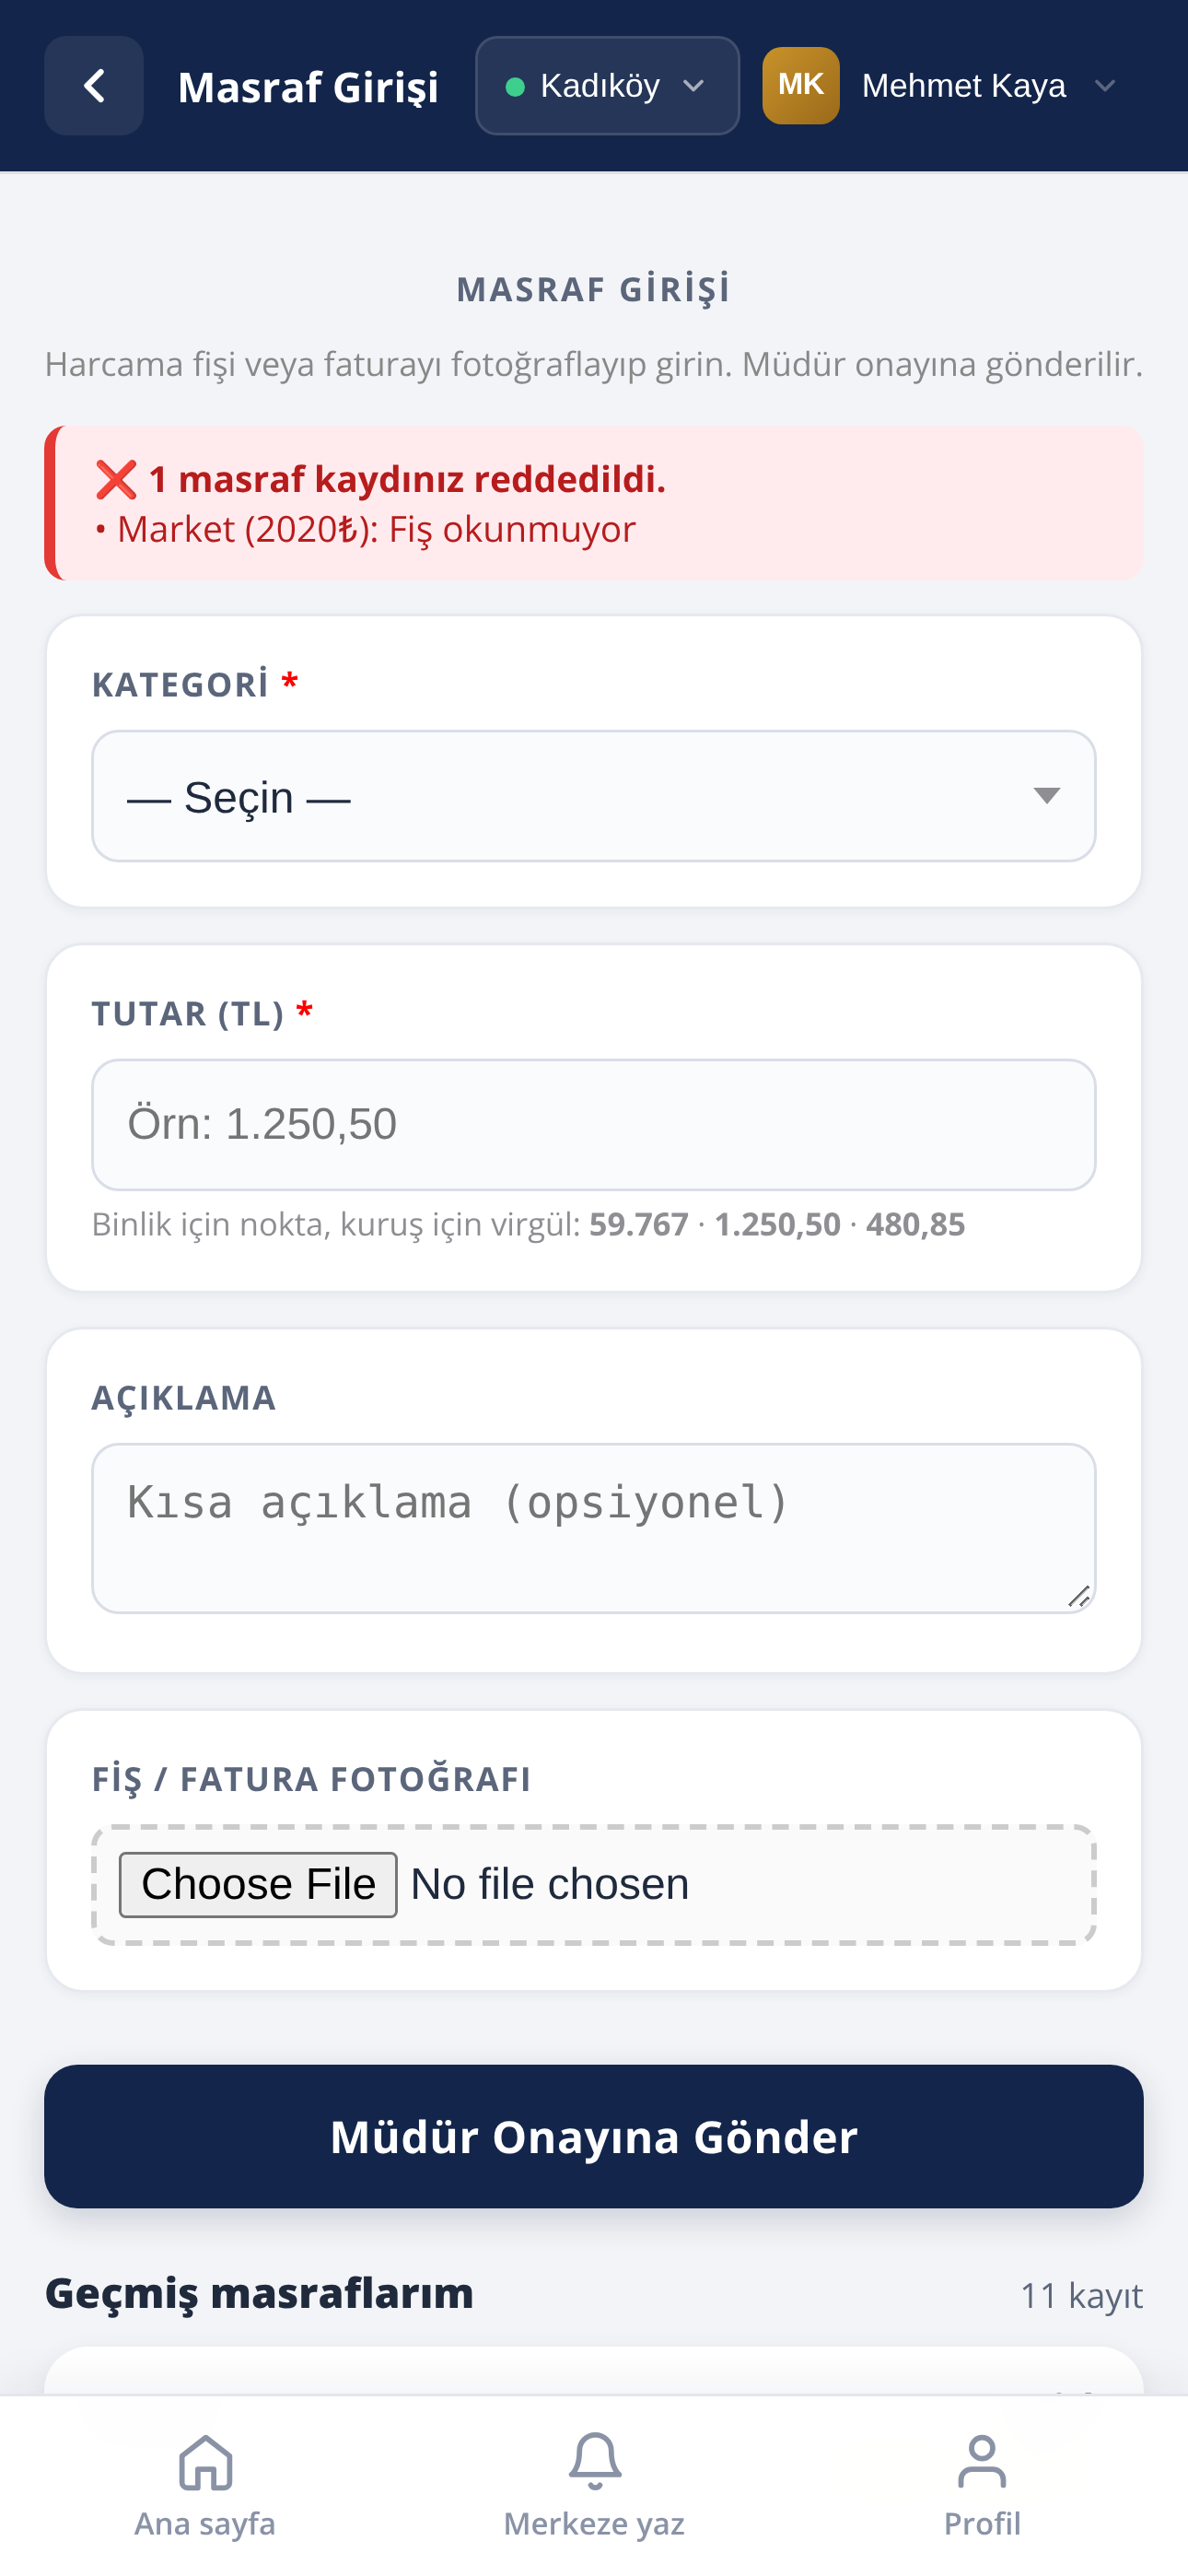 Masraf Girişi
Kadıköy
MK
Mehmet Kaya
MASRAF GİRİŞİ
Harcama fişi veya faturayı fotoğraflayıp girin. Müdür onayına gönderilir.
❌ 1 masraf kaydınız reddedildi.
• Market (2020₺): Fiş okunmuyor
KATEGORİ *
— Seçin —
TUTAR (TL) *
Örn: 1.250,50
Binlik için nokta, kuruş için virgül: 59.767 · 1.250,50 · 480,85
AÇIKLAMA
Kısa açıklama (opsiyonel)
FİŞ / FATURA FOTOĞRAFI
Choose File No file chosen
Müdür Onayına Gönder
Geçmiş masraflarım
11 kayıt
Ana sayfa
Merkeze yaz
Profil